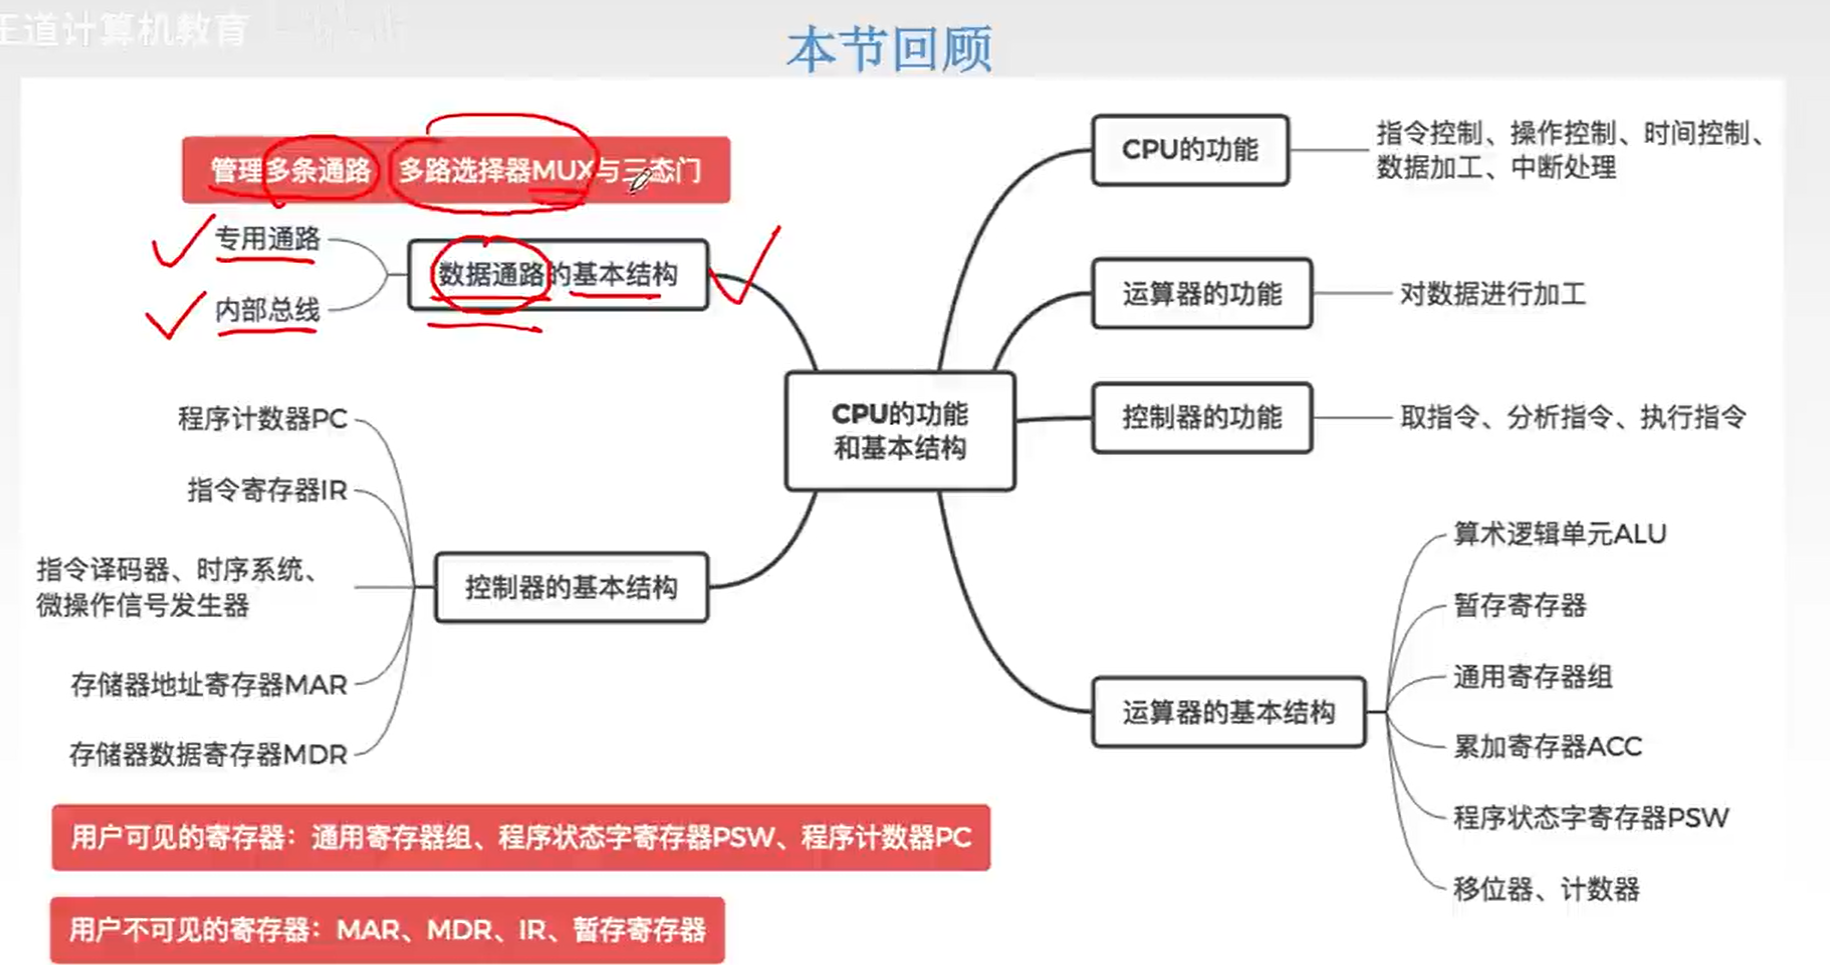 王道计算机教育
本节回顾
管理多条通路 多路选择器MUX与三态门
专用通路
内部总线
数据通路的基本结构
程序计数器PC
指令寄存器IR
指令译码器、时序系统、
微操作信号发生器
存储器地址寄存器MAR
存储器数据寄存器MDR
控制器的基本结构
CPU的功能
和基本结构
CPU的功能
指令控制、操作控制、时间控制、
数据加工、中断处理
运算器的功能
对数据进行加工
控制器的功能
取指令、分析指令、执行指令
运算器的基本结构
算术逻辑单元ALU
暂存寄存器
通用寄存器组
累加寄存器ACC
程序状态字寄存器PSW
移位器、计数器
用户可见的寄存器：通用寄存器组、程序状态字寄存器PSW、程序计数器PC
用户不可见的寄存器：MAR、MDR、IR、暂存寄存器